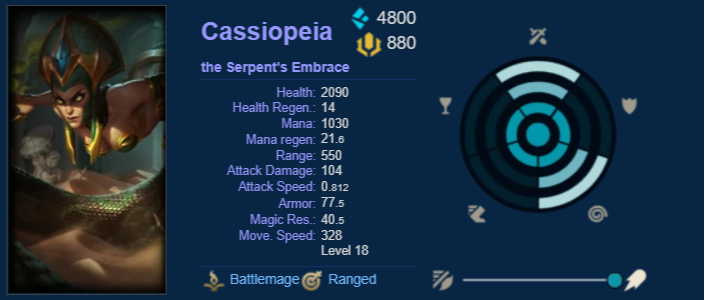 Cassiopeia
4800
880
the Serpent's Embrace
Health: 2090
Health Regen.: 14
Mana: 1030
Mana regen: 21.6
Range: 550
Attack Damage: 104
Attack Speed: 0.812
Armor: 77.5
Magic Res.: 40.5
Move. Speed: 328
Level 18
Battlemage Ranged